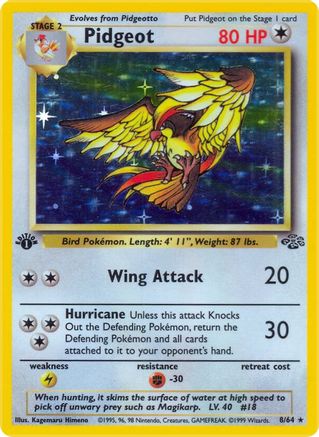 Evolves from Pidgeotto Put Pidgeot on the Stage 1 card
STAGE 2
Pidgeot 80 HP
EDITION
1
Bird Pokémon. Length: 4' 11", Weight: 87 lbs.
Wing Attack 20
Hurricane Unless this attack Knocks
Out the Defending Pokémon, return the
Defending Pokémon and all cards
attached to it to your opponent's hand.
30
weakness resistance retreat cost
-30
When hunting, it skims the surface of water at high speed to
pick off unwary prey such as Magikarp. LV. 40 #18
Illus. Kagemaru Himeno ©1995, 96, 98 Nintendo, Creatures, GAMEFREAK. ©1999 Wizards. 8/64 ★